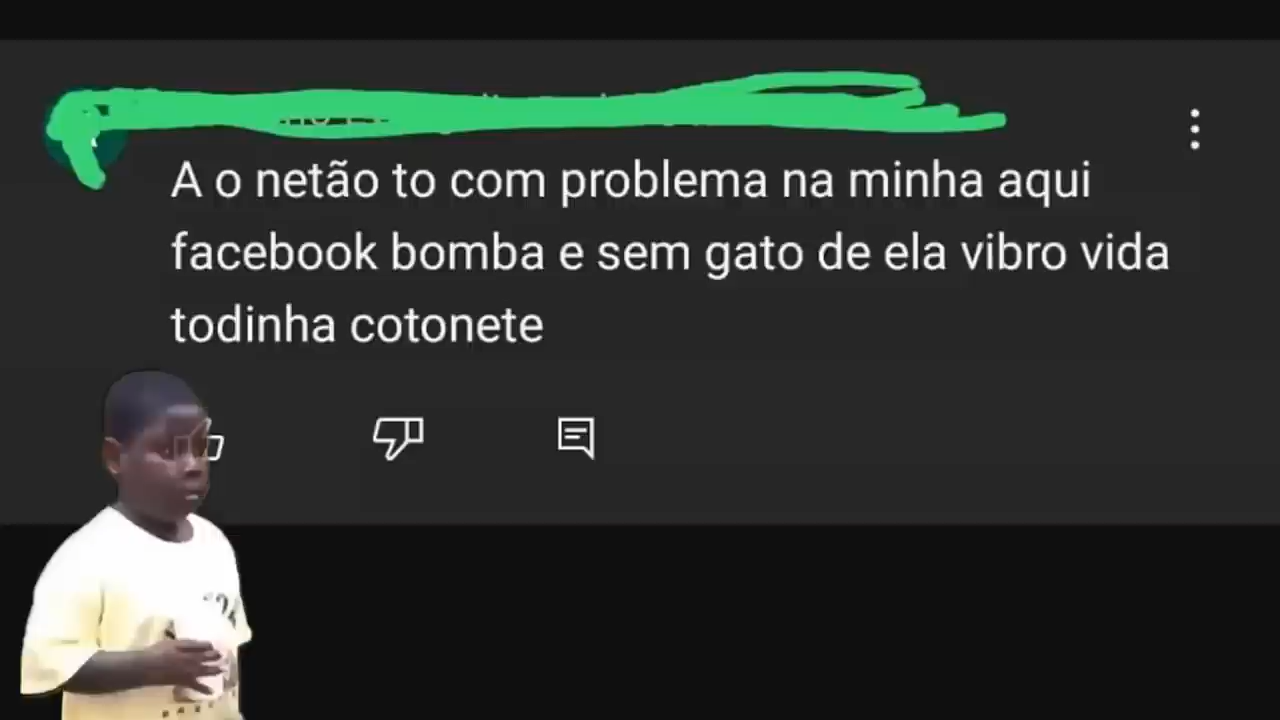 A o netão to com problema na minha aqui
facebook bomba e sem gato de ela vibro vida
todinha cotonete